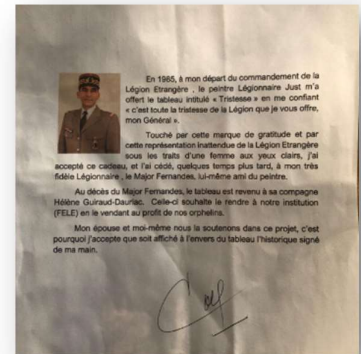 En 1985, à mon départ du commandement de la
Légion Etrangère , le peintre Légionnaire Just m'a
offert le tableau intitulé « Tristesse » en me confiant
« c'est toute la tristesse de la Légion que je vous offre,
mon Général ».
Touché par cette marque de gratitude et par
cette représentation inattendue de la Légion Etrangère
sous les traits d'une femme aux yeux clairs, j'ai
accepté ce cadeau, et l'ai cédé, quelques temps plus tard, à mon très
fidèle Légionnaire , le Major Fernandes, lui-même ami du peintre.
Au décès du Major Fernandes, le tableau est revenu à sa compagne
Hélène Guiraud-Dauriac. Celle-ci souhaite le rendre à notre institution
(FELE) en le vendant au profit de nos orphelins.
Mon épouse et moi-même nous la soutenons dans ce projet, c'est
pourquoi j'accepte que soit affiché à l'envers du tableau l'historique signé
de ma main.